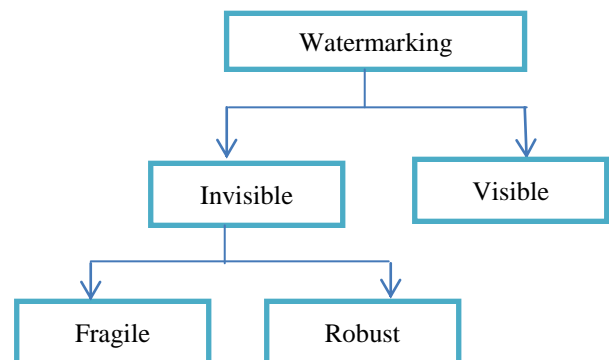 Watermarking
Invisible
Visible
Fragile
Robust